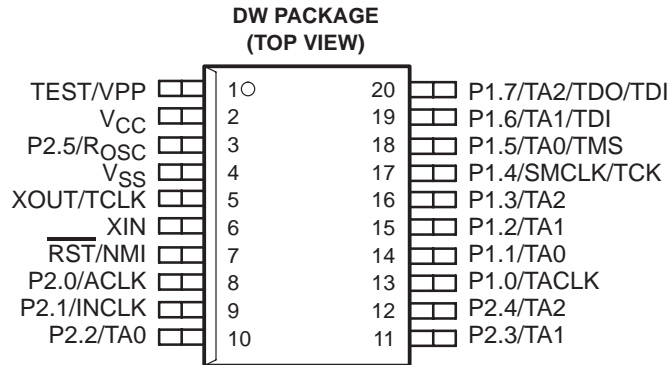 DW PACKAGE
(TOP VIEW)
TEST/VPP 1 20 P1.7/TA2/TDO/TDI
VCC 2 19 P1.6/TA1/TDI
P2.5/ROSC 3 18 P1.5/TA0/TMS
VSS 4 17 P1.4/SMCLK/TCK
XOUT/TCLK 5 16 P1.3/TA2
XIN 6 15 P1.2/TA1
RST/NMI 7 14 P1.1/TA0
P2.0/ACLK 8 13 P1.0/TACLK
P2.1/INCLK 9 12 P2.4/TA2
P2.2/TA0 10 11 P2.3/TA1